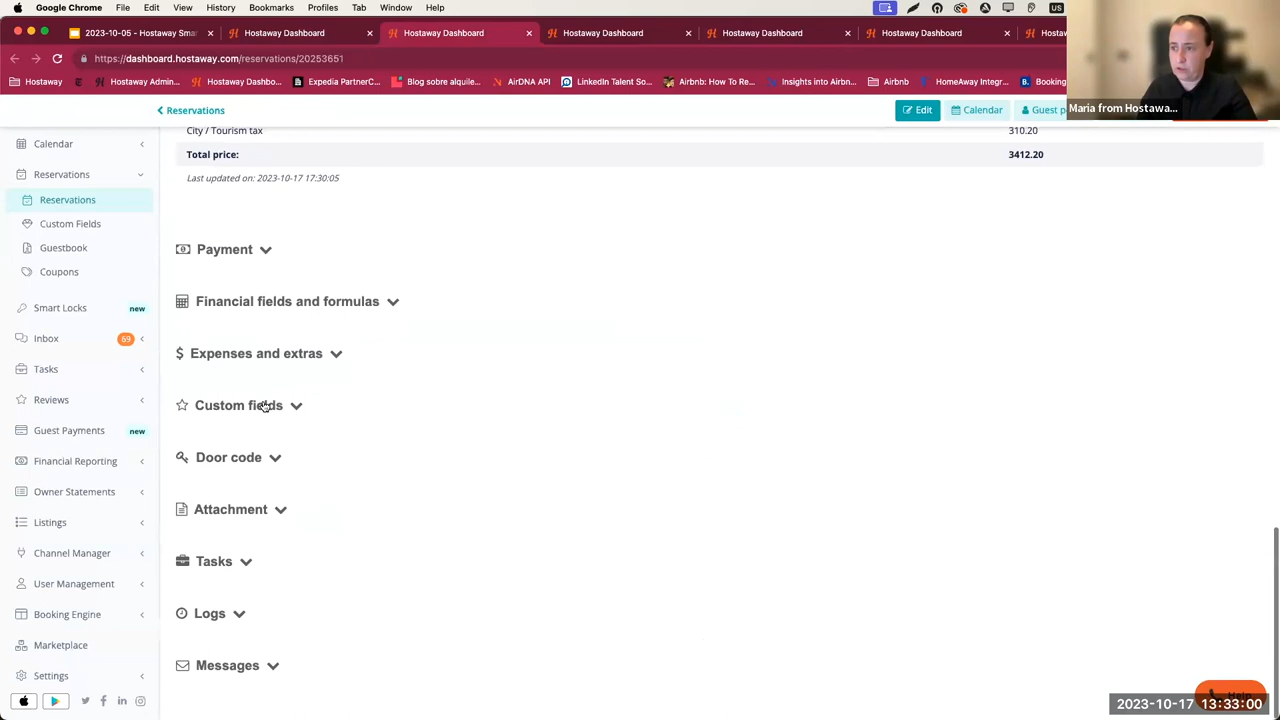 Google Chrome File Edit View History Bookmarks Profiles Tab Window Help US
2023-10-05 - Hostaway Sma × Hostaway Dashboard × Hostaway Dashboard × Hostaway Dashboard × Hostaway Dashboard × Hostaway Dashboard ×
https://dashboard.hostaway.com/reservations/20253651
Hostaway Hostaway Admin... Hostaway Dashbo... Expedia PartnerC... Blog sobre alquile... AirDNA API LinkedIn Talent So... Airbnb: How To Re... Insights into Airbn... Airbnb HomeAway Integr... Booking
Maria from Hostawa...
Reservations Edit Calendar
Calendar
Reservations
Reservations
Custom Fields
Guestbook
Coupons
Smart Locks new
Inbox 69
Tasks
Reviews
Guest Payments new
Financial Reporting
Owner Statements
Listings
Channel Manager
User Management
Booking Engine
Marketplace
Settings
City / Tourism tax 310.20
Total price: 3412.20
Last updated on: 2023-10-17 17:30:05
Payment
Financial fields and formulas
$ Expenses and extras
Custom fields
Door code
Attachment
Tasks
Logs
Messages
Help
2023-10-17 13:33:00